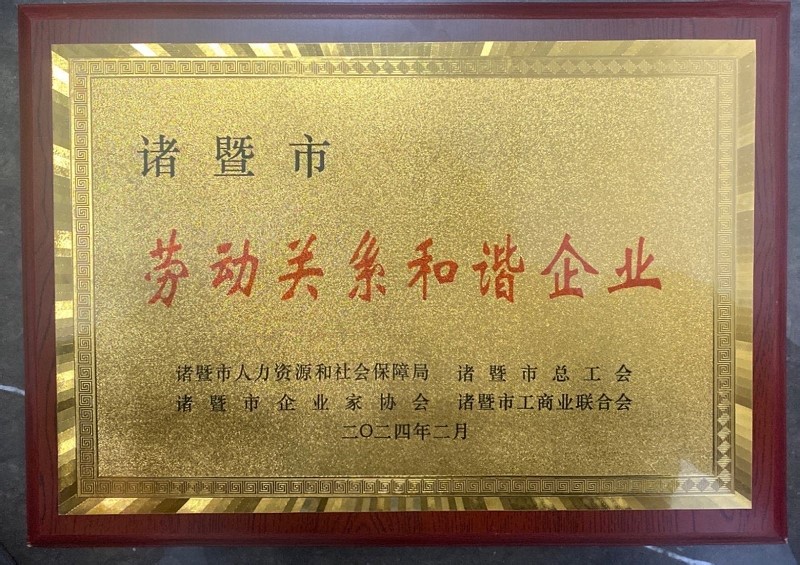 诸暨市
劳动关系和谐企业
诸暨市人力资源和社会保障局 诸暨市总工会
诸暨市企业家协会 诸暨市工商业联合会
二〇二四年二月